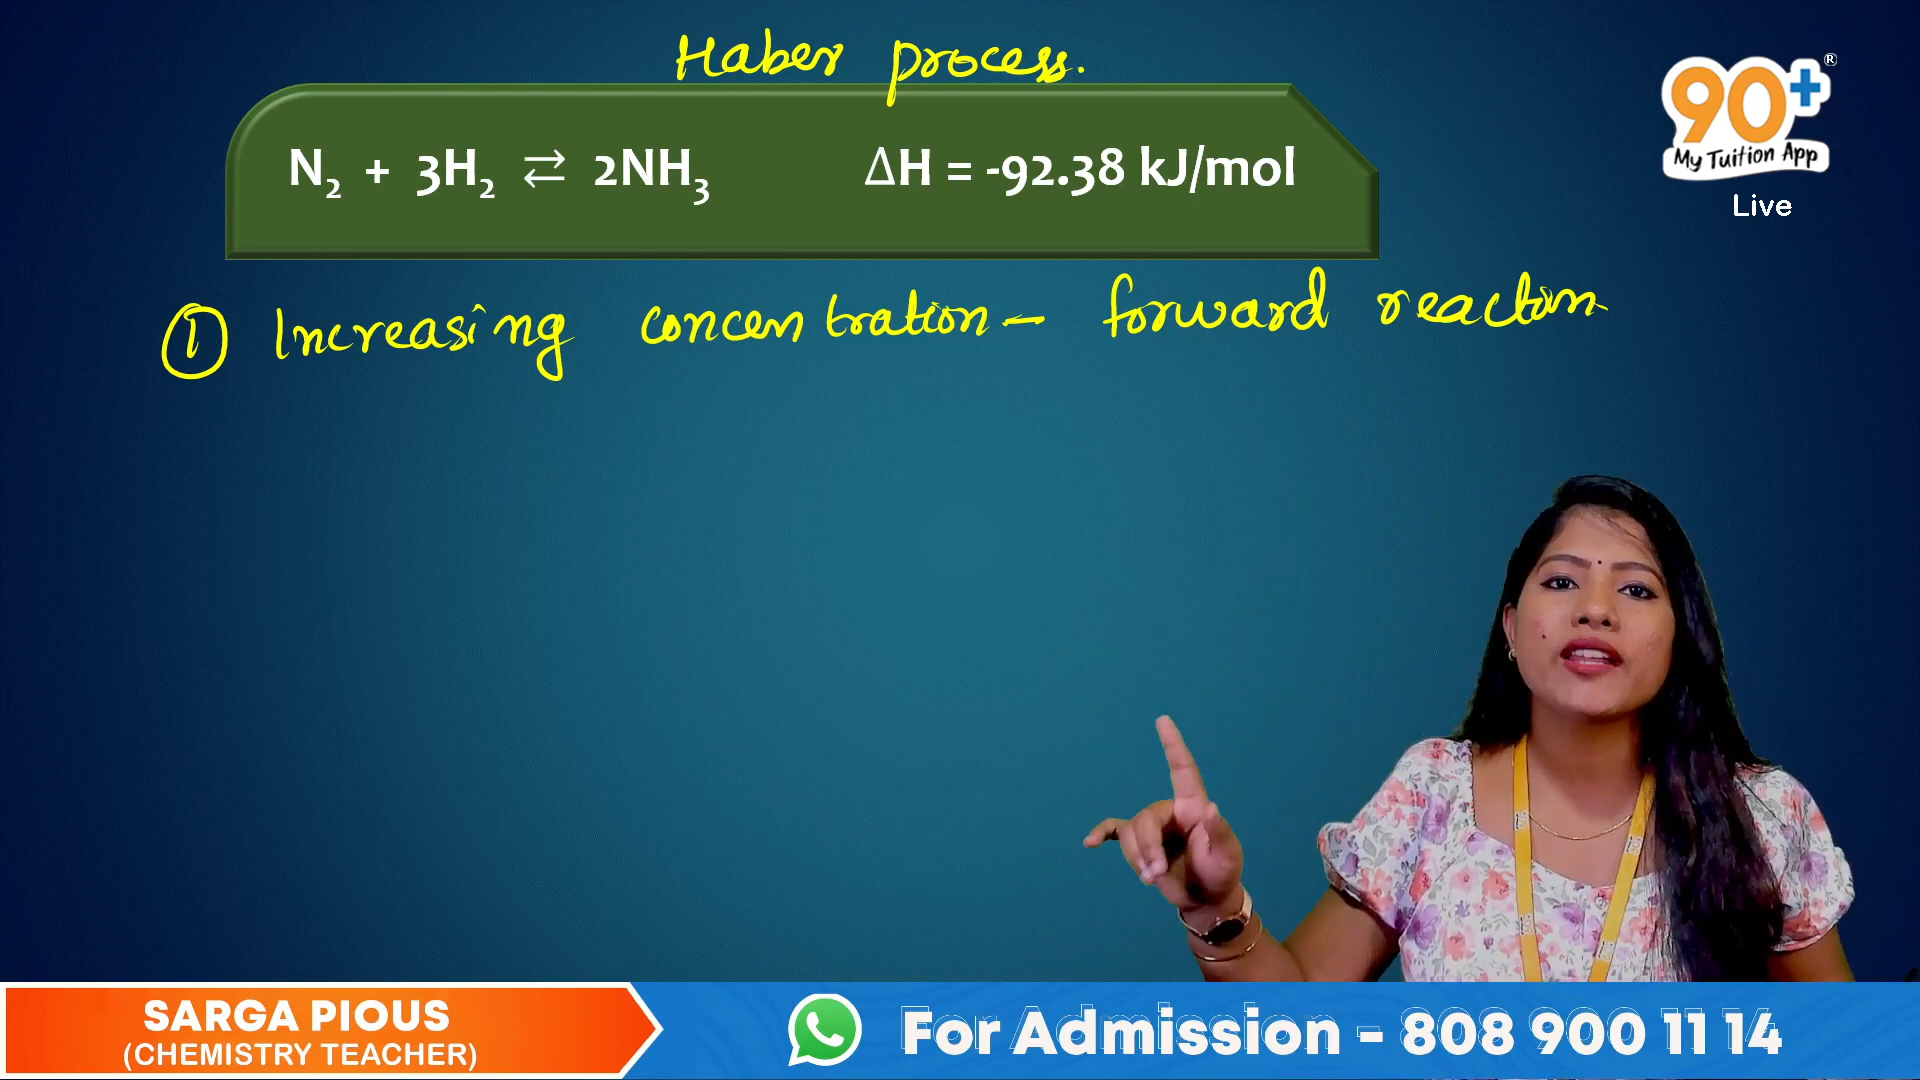 Haber process.
N₂ + 3H₂ ⇄ 2NH₃ ΔH = -92.38 kJ/mol
① Increasing concentration - forward reaction
90+®
My Tuition App
Live
SARGA PIOUS
(CHEMISTRY TEACHER)
For Admission - 808 900 11 14